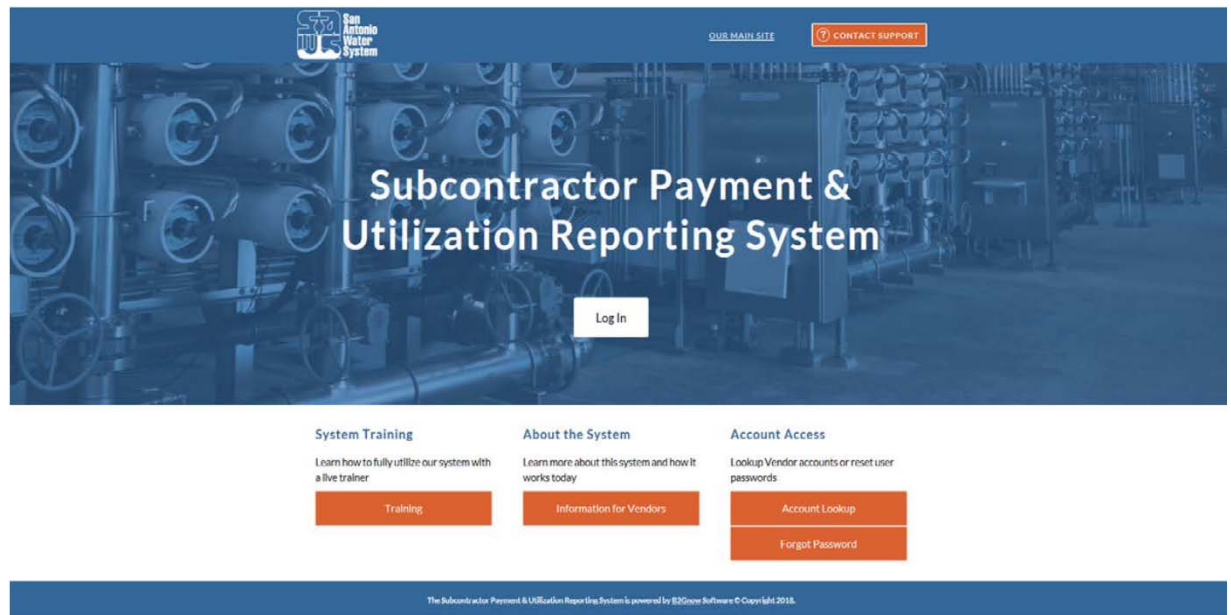 San
Antonio
Water
System
OUR MAIN SITE
? CONTACT SUPPORT
Subcontractor Payment &
Utilization Reporting System
Log In
System Training
Learn how to fully utilize our system with
a live trainer
Training
About the System
Learn more about this system and how it
works today
Information for Vendors
Account Access
Lookup Vendor accounts or reset user
passwords
Account Lookup
Forgot Password
The Subcontractor Payment & Utilization Reporting System is powered by B2Gnow Software © Copyright 2018.